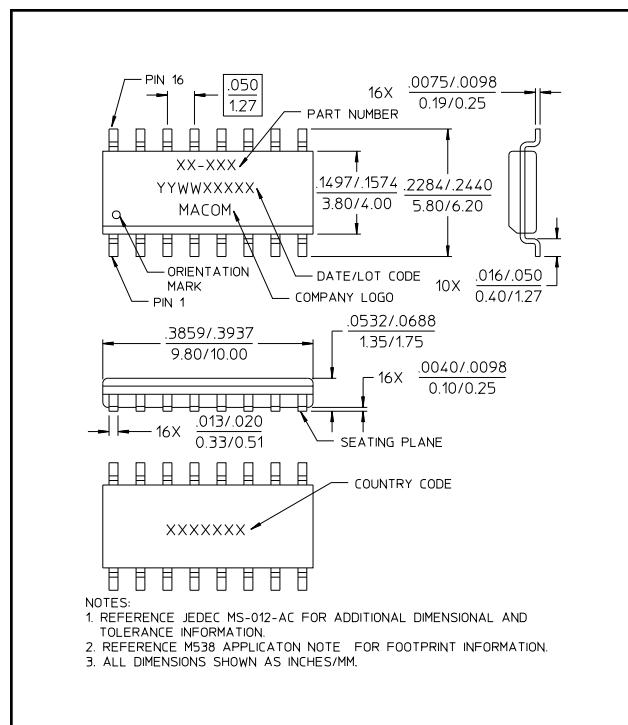 PIN 16
.050
1.27
16X .0075/.0098
0.19/0.25
PART NUMBER
XX-XXX
YYWWXXXXX
MACOM
.1497/.1574
3.80/4.00
.2284/.2440
5.80/6.20
ORIENTATION
MARK
PIN 1
DATE/LOT CODE
COMPANY LOGO
10X .016/.050
0.40/1.27
.3859/.3937
9.80/10.00
.0532/.0688
1.35/1.75
16X .0040/.0098
0.10/0.25
16X .013/.020
0.33/0.51
SEATING PLANE
COUNTRY CODE
XXXXXXX
NOTES:
1. REFERENCE JEDEC MS-012-AC FOR ADDITIONAL DIMENSIONAL AND
TOLERANCE INFORMATION.
2. REFERENCE M538 APPLICATON NOTE FOR FOOTPRINT INFORMATION.
3. ALL DIMENSIONS SHOWN AS INCHES/MM.